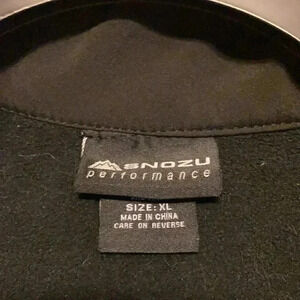 SNOZU
performance
SIZE: XL
MADE IN CHINA
CARE ON REVERSE